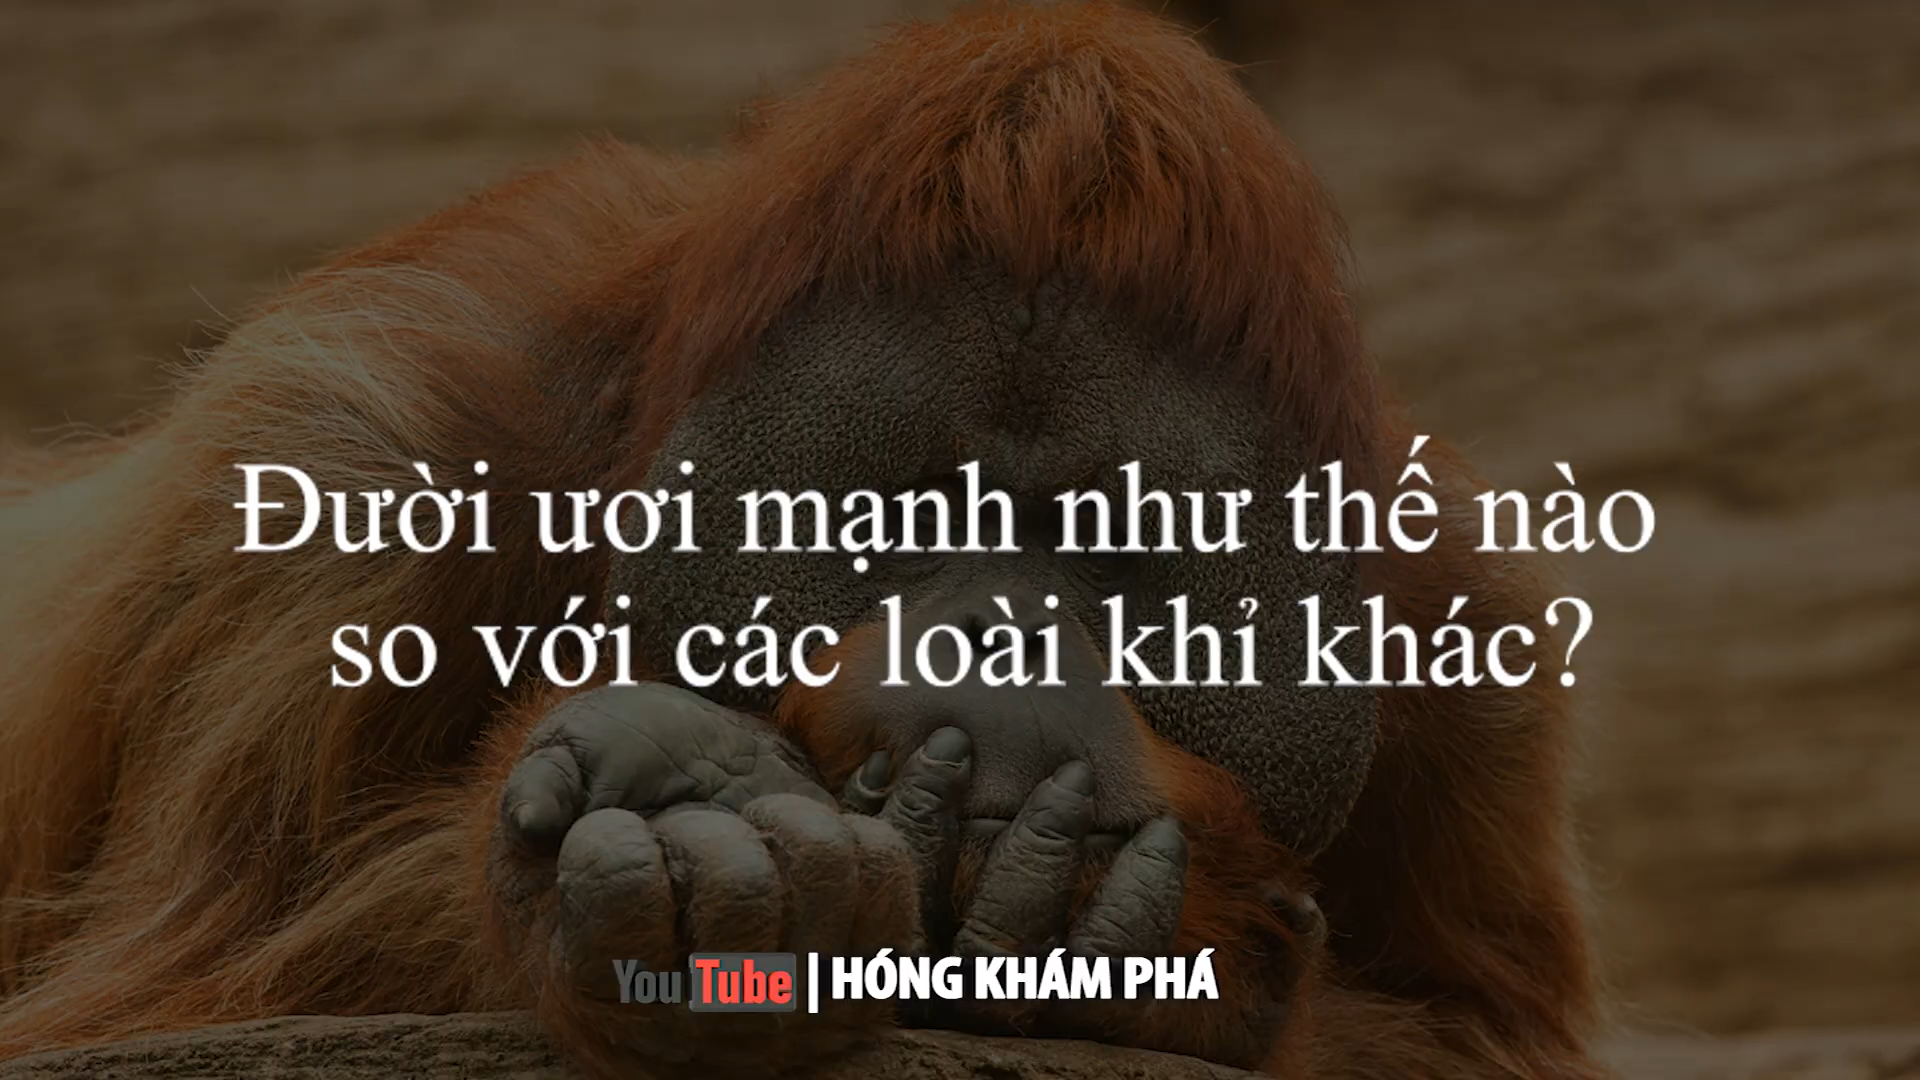 Đười ươi mạnh như thế nào
so với các loài khỉ khác?
YouTube | HÓNG KHÁM PHÁ